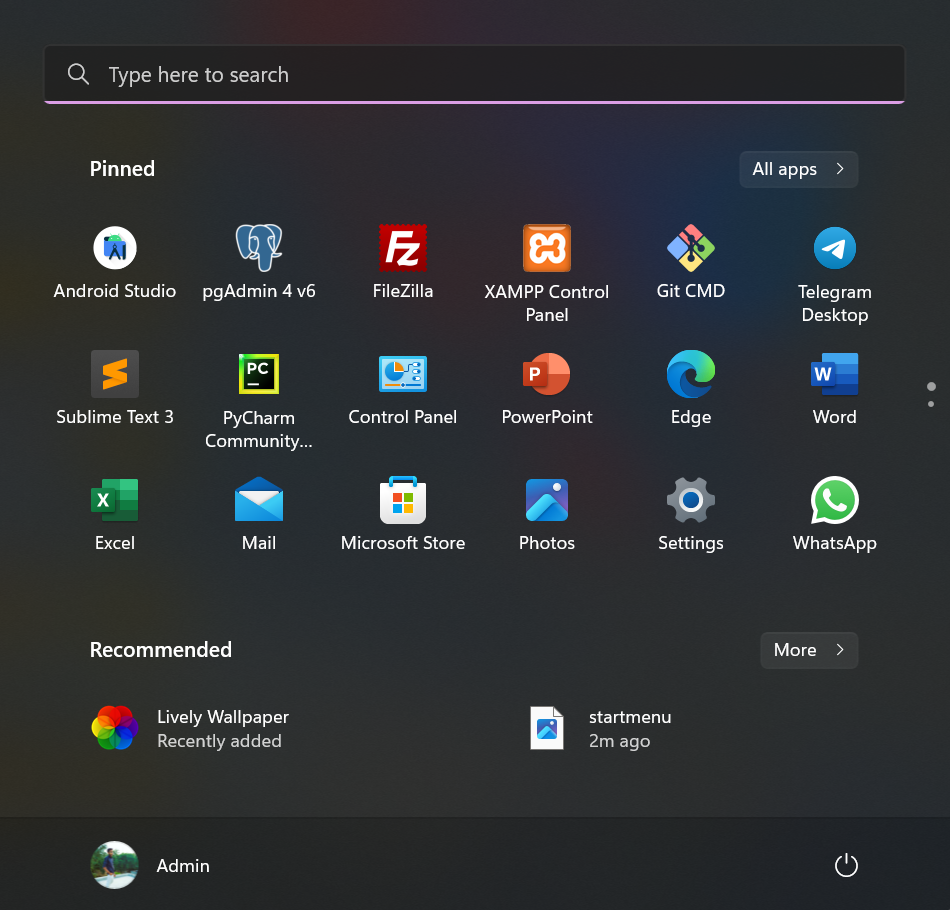 Type here to search
Pinned
All apps
Android Studio
pgAdmin 4 v6
FileZilla
XAMPP Control
Panel
Git CMD
Telegram
Desktop
Sublime Text 3
PC
PyCharm
Community...
Control Panel
P
PowerPoint
Edge
W
Word
X
Excel
Mail
Microsoft Store
Photos
Settings
WhatsApp
Recommended
More
Lively Wallpaper
Recently added
startmenu
2m ago
Admin